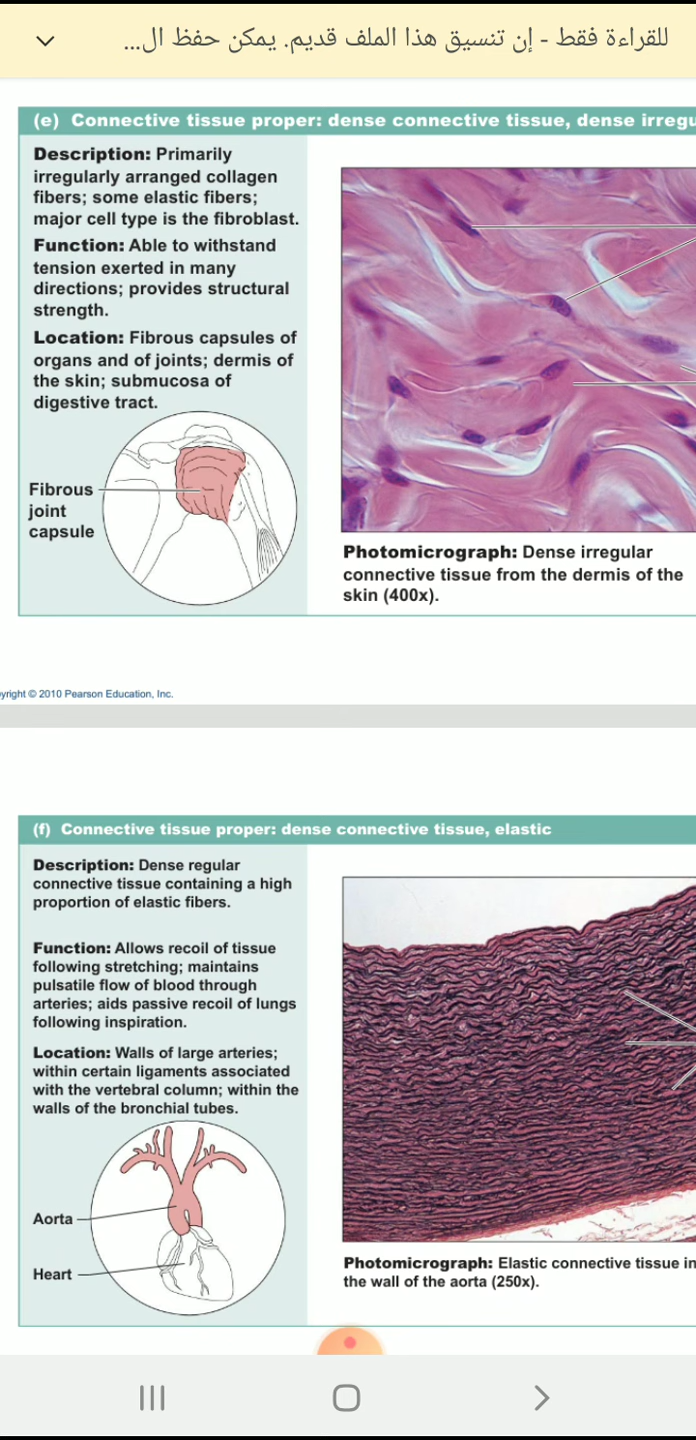 للقراءة فقط - إن تنسيق هذا الملف قديم. يمكن حفظ ال...
(e) Connective tissue proper: dense connective tissue, dense irregu
Description: Primarily
irregularly arranged collagen
fibers; some elastic fibers;
major cell type is the fibroblast.
Function: Able to withstand
tension exerted in many
directions; provides structural
strength.
Location: Fibrous capsules of
organs and of joints; dermis of
the skin; submucosa of
digestive tract.
Fibrous
joint
capsule
Photomicrograph: Dense irregular
connective tissue from the dermis of the
skin (400x).
yright © 2010 Pearson Education, Inc.
(f) Connective tissue proper: dense connective tissue, elastic
Description: Dense regular
connective tissue containing a high
proportion of elastic fibers.
Function: Allows recoil of tissue
following stretching; maintains
pulsatile flow of blood through
arteries; aids passive recoil of lungs
following inspiration.
Location: Walls of large arteries;
within certain ligaments associated
with the vertebral column; within the
walls of the bronchial tubes.
Aorta
Heart
Photomicrograph: Elastic connective tissue in
the wall of the aorta (250x).